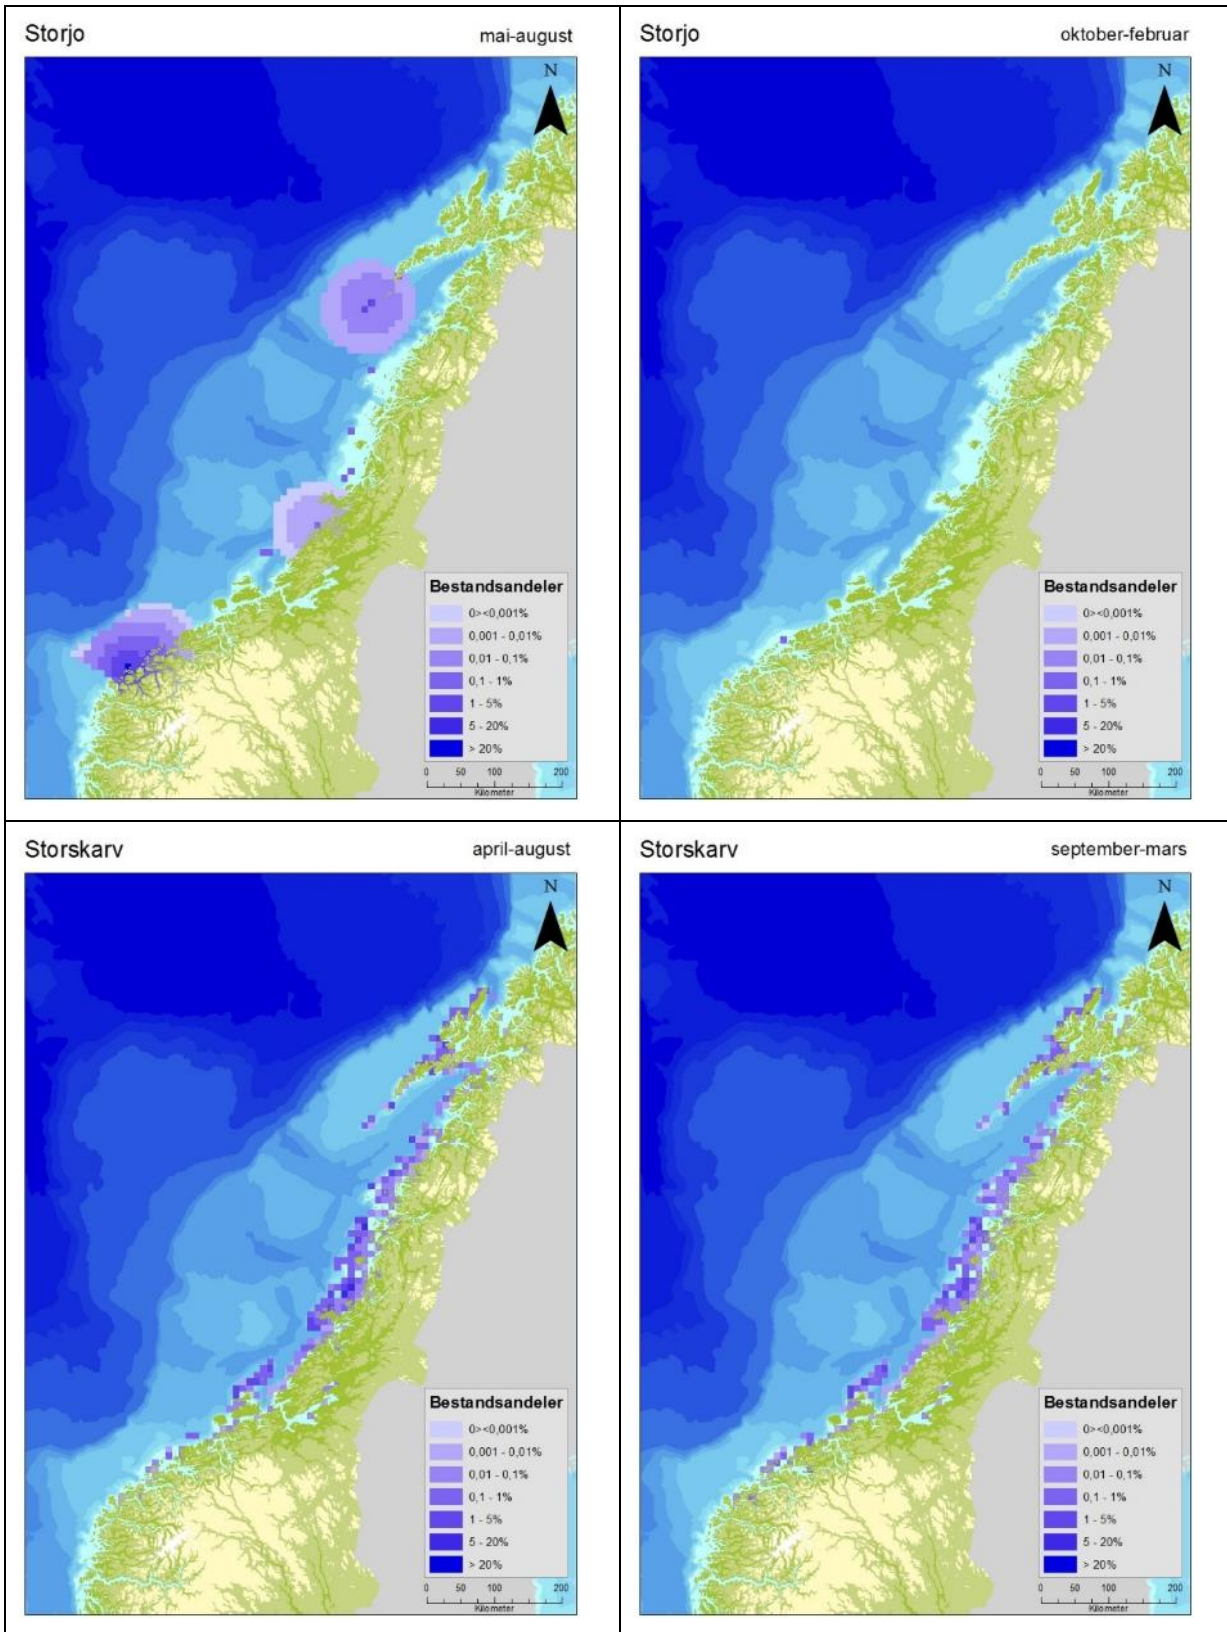 Storjo mai-august
N
Bestandsandeler
0><0,001%
0,001 - 0,01%
0,01 - 0,1%
0,1 - 1%
1 - 5%
5 - 20%
> 20%
0 50 100 200
Kilometer
Storjo oktober-februar
N
Bestandsandeler
0><0,001%
0,001 - 0,01%
0,01 - 0,1%
0,1 - 1%
1 - 5%
5 - 20%
> 20%
0 50 100 200
Kilometer
Storskarv april-august
N
Bestandsandeler
0><0,001%
0,001 - 0,01%
0,01 - 0,1%
0,1 - 1%
1 - 5%
5 - 20%
> 20%
0 50 100 200
Kilometer
Storskarv september-mars
N
Bestandsandeler
0><0,001%
0,001 - 0,01%
0,01 - 0,1%
0,1 - 1%
1 - 5%
5 - 20%
> 20%
0 50 100 200
Kilometer